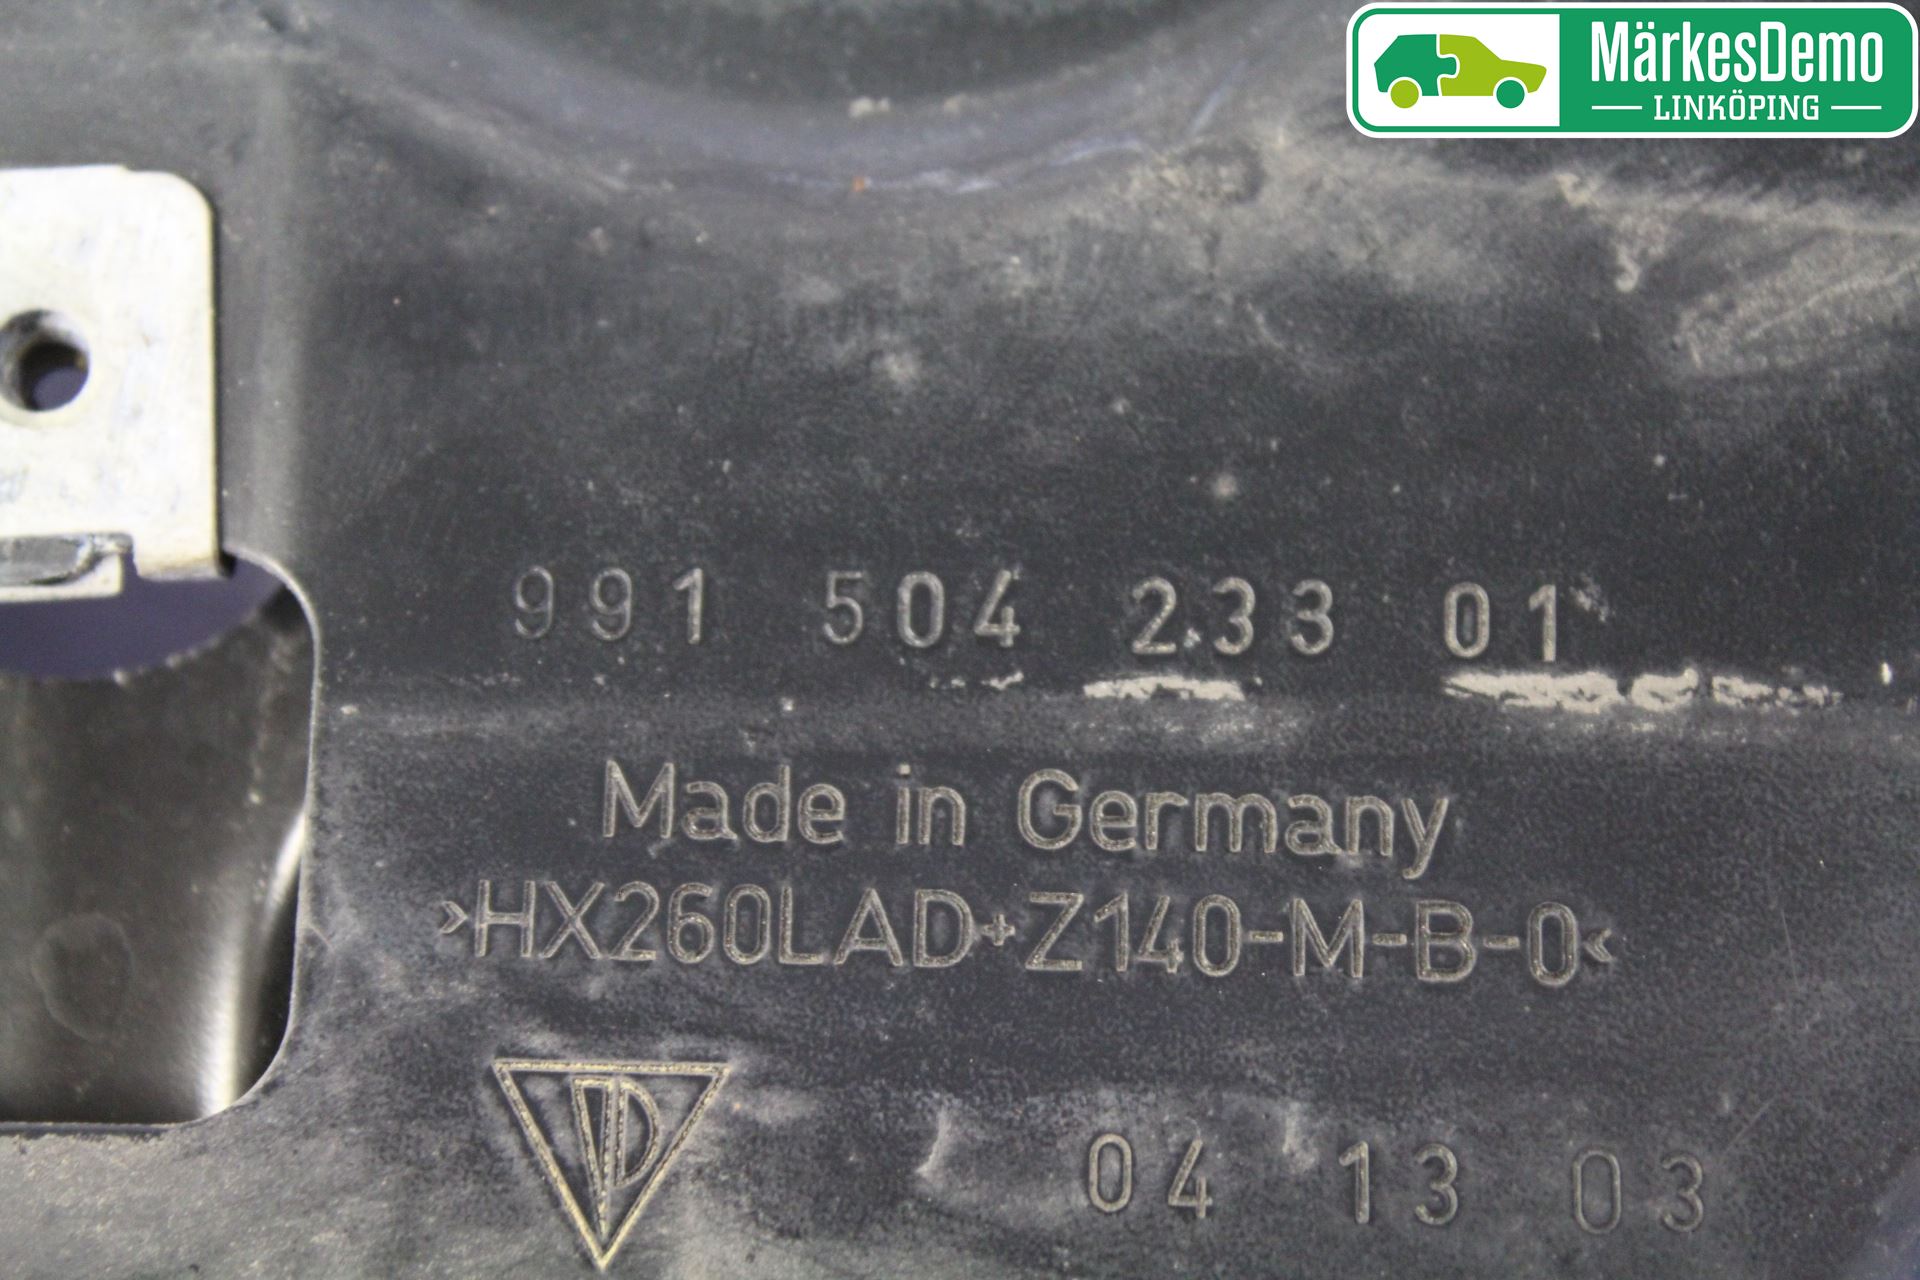 MärkesDemo
LINKÖPING
991 504 233 01
Made in Germany
>HX260LAD+Z140-M-B-0<
04 13 03